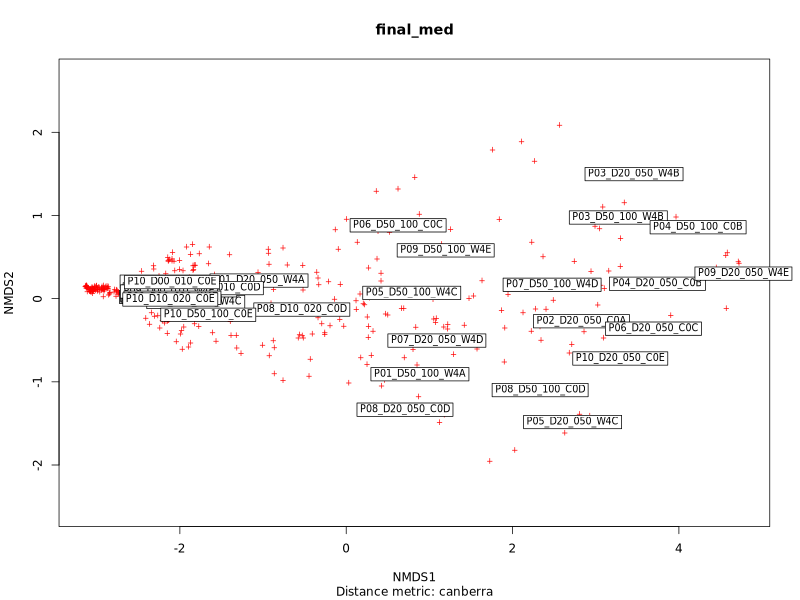 final_med
P03_D20_050_W4B
P03_D50_100_W4B
P06_D50_100_C0C
P04_D50_100_C0B
P09_D50_100_W4E
P09_D20_050_W4E
P10_D00_010_C0E
01_D20_050_W4A
P07_D50_100_W4D
P04_D20_050_C0B
010_C0D
P05_D50_100_W4C
P10_D10_020_C0E
W4C
P08_D10_020_C0D
P10_D50_100_C0E
P02_D20_050_C0A
P06_D20_050_C0C
P07_D20_050_W4D
P10_D20_050_C0E
P01_D50_100_W4A
P08_D50_100_C0D
P08_D20_050_C0D
P05_D20_050_W4C
NMDS2
2
1
0
-1
-2
-2 0 2 4
NMDS1
Distance metric: canberra